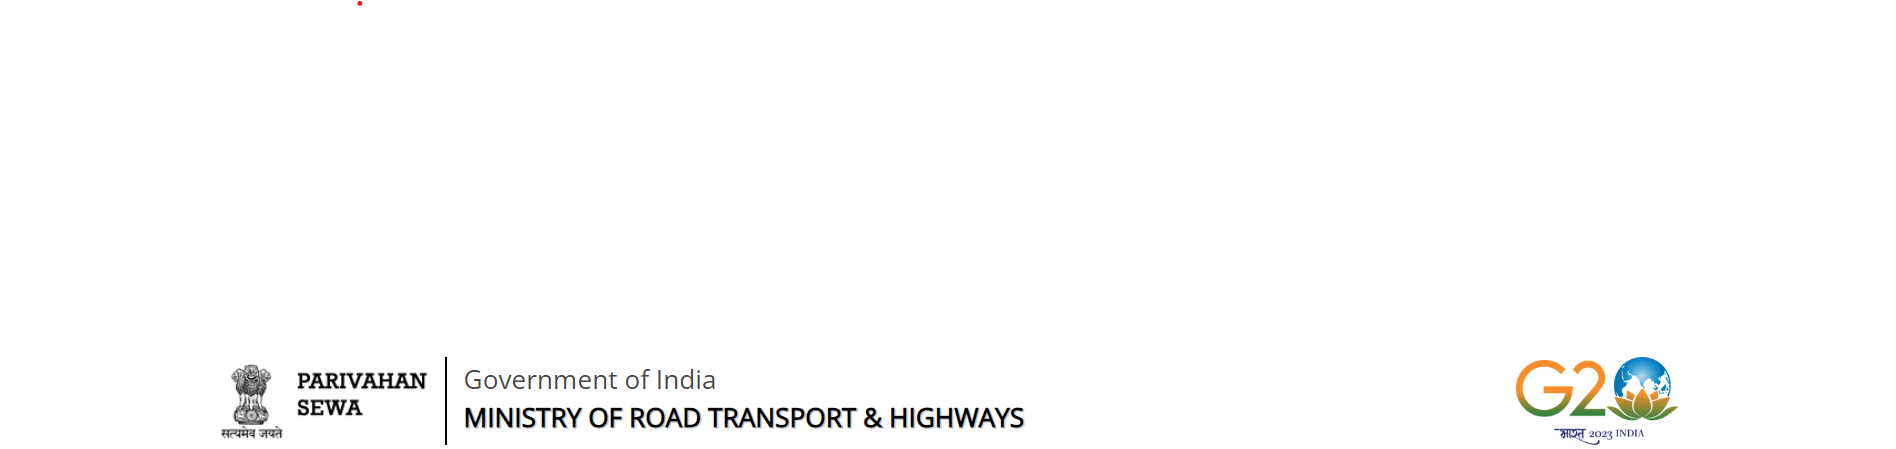 PARIVAHAN
SEWA
सत्यमेव जयते
Government of India
MINISTRY OF ROAD TRANSPORT & HIGHWAYS
G20
भारत 2023 INDIA